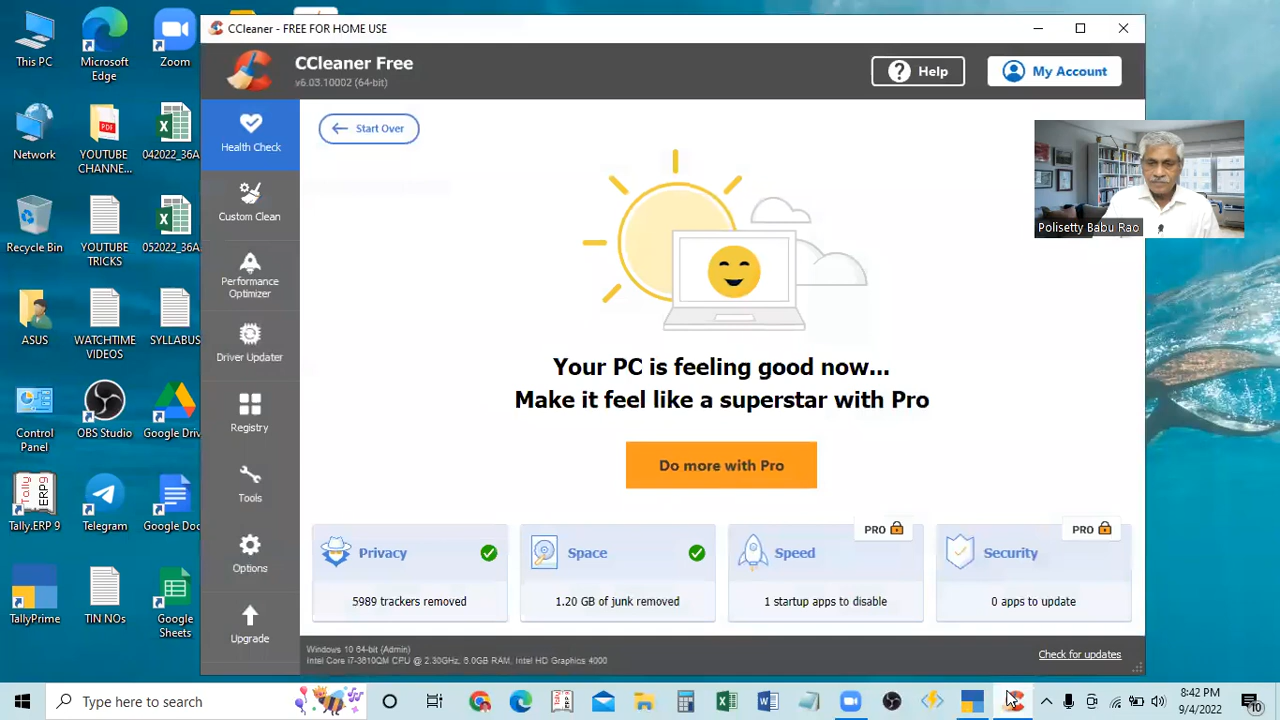 CCleaner - FREE FOR HOME USE
CCleaner Free
v6.03.10002 (64-bit)
Help
My Account
Health Check
Custom Clean
Performance
Optimizer
Driver Updater
Registry
Tools
Options
Upgrade
Start Over
Your PC is feeling good now...
Make it feel like a superstar with Pro
Do more with Pro
Privacy
5989 trackers removed
Space
1.20 GB of junk removed
PRO
Speed
1 startup apps to disable
PRO
Security
0 apps to update
Windows 10 64-bit (Admin)
Intel Core i7-3610QM CPU @ 2.30GHz, 8.0GB RAM, Intel HD Graphics 4000
Check for updates
Polisetty Babu Rao
This PC
Microsoft
Edge
Zoom
Network
PDF
YOUTUBE
CHANNE...
042022_36A
Recycle Bin
YOUTUBE
TRICKS
052022_36A
ASUS
WATCHTIME
VIDEOS
SYLLABUS
Control
Panel
OBS Studio
Google Driv
Tally.ERP 9
Telegram
Google Doc
TallyPrime
TIN NOs
Google
Sheets
Type here to search
8:42 PM
9/4/2022
10